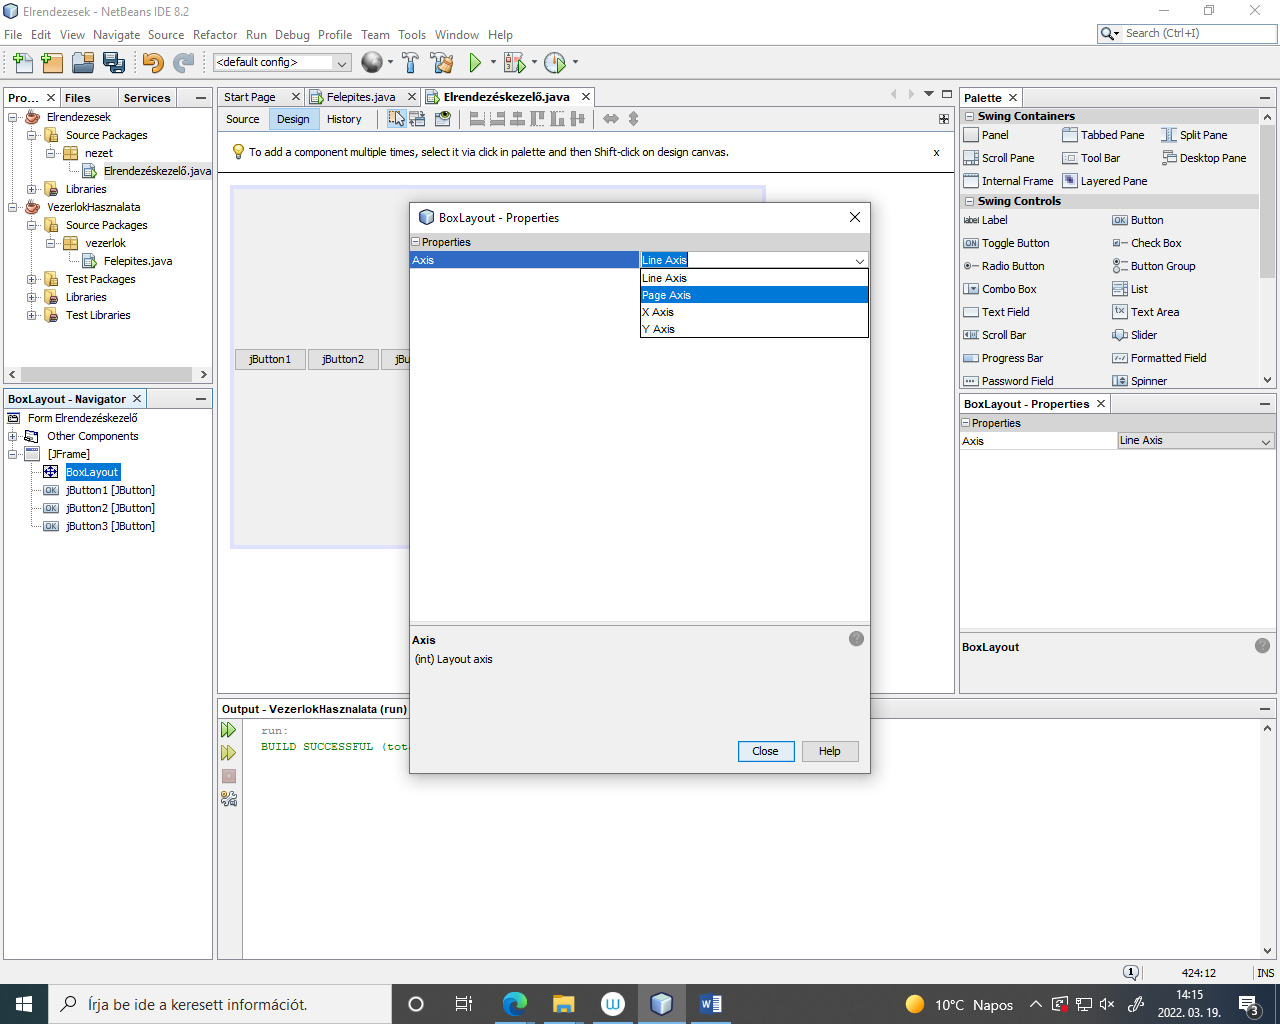 Elrendezesek - NetBeans IDE 8.2
File Edit View Navigate Source Refactor Run Debug Profile Team Tools Window Help
Search (Ctrl+I)
<default config>
Pro... Files Services
Elrendezesek
Source Packages
nezet
Elrendezéskezelő.java
Libraries
VezerlokHasznalata
Source Packages
vezerlok
Felepites.java
Test Packages
Libraries
Test Libraries
BoxLayout - Navigator
Form Elrendezéskezelő
Other Components
[JFrame]
BoxLayout
jButton1 [JButton]
jButton2 [JButton]
jButton3 [JButton]
Start Page Felepites.java Elrendezéskezelő.java
Source Design History
To add a component multiple times, select it via click in palette and then Shift-click on design canvas.
x
jButton1 jButton2 jBu
BoxLayout - Properties
Properties
Axis Line Axis
Line Axis
Page Axis
X Axis
Y Axis
Axis
(int) Layout axis
Close Help
Output - VezerlokHasznalata (run)
run:
BUILD SUCCESSFUL (tota
Palette
Swing Containers
Panel Tabbed Pane Split Pane
Scroll Pane Tool Bar Desktop Pane
Internal Frame Layered Pane
Swing Controls
Label Button
Toggle Button Check Box
Radio Button Button Group
Combo Box List
Text Field Text Area
Scroll Bar Slider
Progress Bar Formatted Field
Password Field Spinner
BoxLayout - Properties
Properties
Axis Line Axis
BoxLayout
1 424:12 INS
Írja be ide a keresett információt.
10°C Napos
14:15
2022. 03. 19.
3